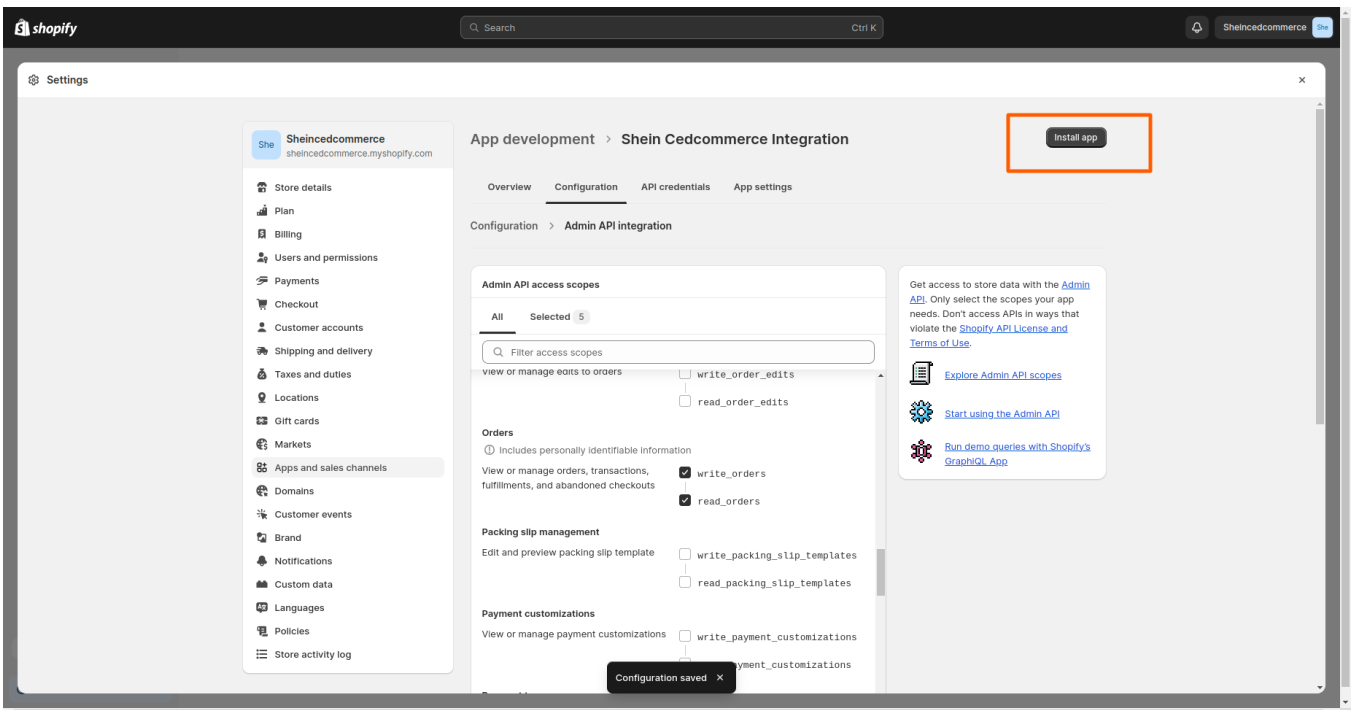 shopify
Search
Ctrl K
Sheincedcommerce
She
Settings
She
Sheincedcommerce
sheincedcommerce.myshopify.com
Store details
Plan
Billing
Users and permissions
Payments
Checkout
Customer accounts
Shipping and delivery
Taxes and duties
Locations
Gift cards
Markets
Apps and sales channels
Domains
Customer events
Brand
Notifications
Custom data
Languages
Policies
Store activity log
App development > Shein Cedcommerce Integration
Install app
Overview
Configuration
API credentials
App settings
Configuration > Admin API integration
Admin API access scopes
All
Selected 5
Filter access scopes
View or manage edits to orders
write_order_edits
read_order_edits
Orders
Includes personally identifiable information
View or manage orders, transactions,
fulfillments, and abandoned checkouts
write_orders
read_orders
Packing slip management
Edit and preview packing slip template
write_packing_slip_templates
read_packing_slip_templates
Payment customizations
View or manage payment customizations
write_payment_customizations
Configuration saved ×
Get access to store data with the Admin
API. Only select the scopes your app
needs. Don't access APIs in ways that
violate the Shopify API License and
Terms of Use.
Explore Admin API scopes
Start using the Admin API
Run demo queries with Shopify's
GraphiQL App